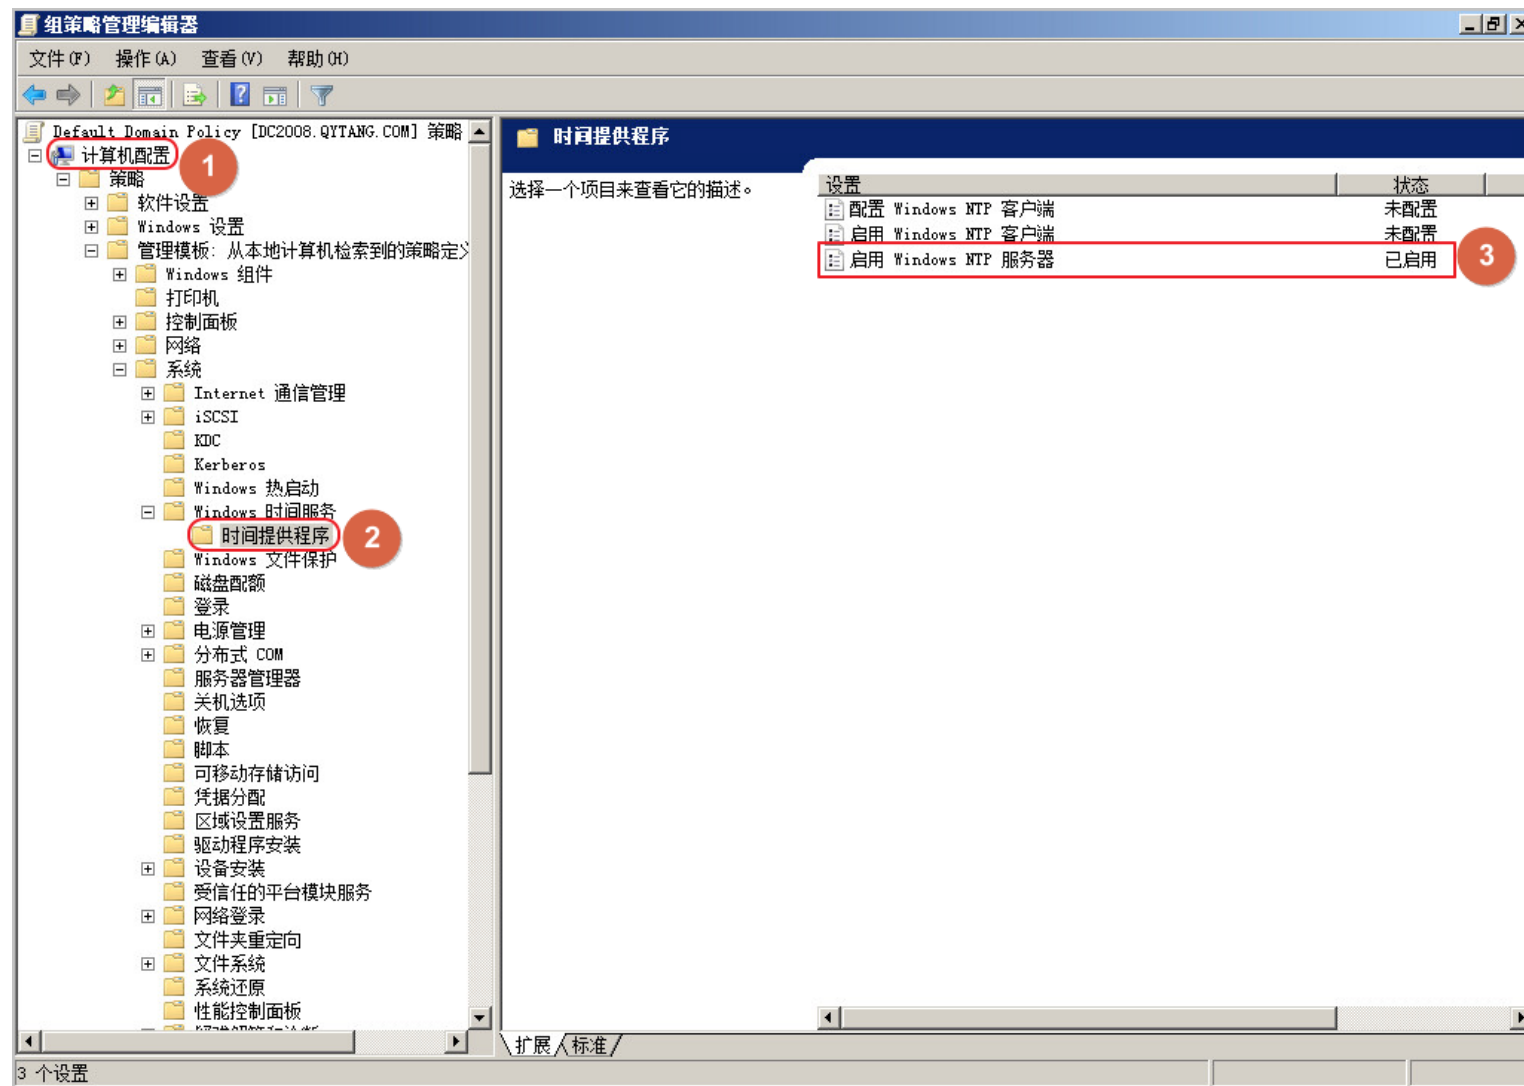 组策略管理编辑器
文件(F) 操作(A) 查看(V) 帮助(H)
Default Domain Policy [DC2008.QYTANG.COM] 策略
计算机配置
1
策略
软件设置
Windows 设置
管理模板: 从本地计算机检索到的策略定义
Windows 组件
打印机
控制面板
网络
系统
Internet 通信管理
iSCSI
KDC
Kerberos
Windows 热启动
Windows 时间服务
时间提供程序
2
Windows 文件保护
磁盘配额
登录
电源管理
分布式 COM
服务器管理器
关机选项
恢复
脚本
可移动存储访问
凭据分配
区域设置服务
驱动程序安装
设备安装
受信任的平台模块服务
网络登录
文件夹重定向
文件系统
系统还原
性能控制面板
时间提供程序
选择一个项目来查看它的描述。
设置 状态
配置 Windows NTP 客户端 未配置
启用 Windows NTP 客户端 未配置
启用 Windows NTP 服务器 已启用
3
扩展 标准
3 个设置